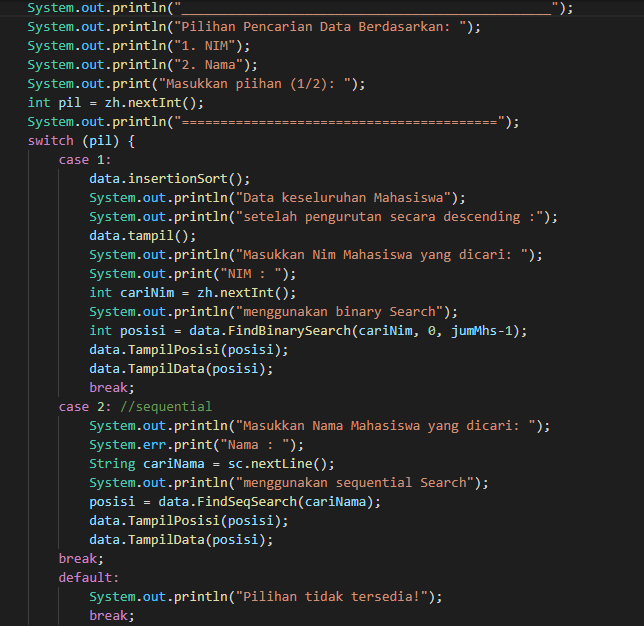 System.out.println("_______________________________________________");
System.out.println("Pilihan Pencarian Data Berdasarkan: ");
System.out.println("1. NIM");
System.out.println("2. Nama");
System.out.print("Masukkan piihan (1/2): ");
int pil = zh.nextInt();
System.out.println("========================================");
switch (pil) {
case 1:
data.insertionSort();
System.out.println("Data keseluruhan Mahasiswa");
System.out.println("setelah pengurutan secara descending :");
data.tampil();
System.out.println("Masukkan Nim Mahasiswa yang dicari: ");
System.out.print("NIM : ");
int cariNim = zh.nextInt();
System.out.println("menggunakan binary Search");
int posisi = data.FindBinarySearch(cariNim, 0, jumMhs-1);
data.TampilPosisi(posisi);
data.TampilData(posisi);
break;
case 2: //sequential
System.out.println("Masukkan Nama Mahasiswa yang dicari: ");
System.err.print("Nama : ");
String cariNama = sc.nextLine();
System.out.println("menggunakan sequential Search");
posisi = data.FindSeqSearch(cariNama);
data.TampilPosisi(posisi);
data.TampilData(posisi);
break;
default:
System.out.println("Pilihan tidak tersedia!");
break;